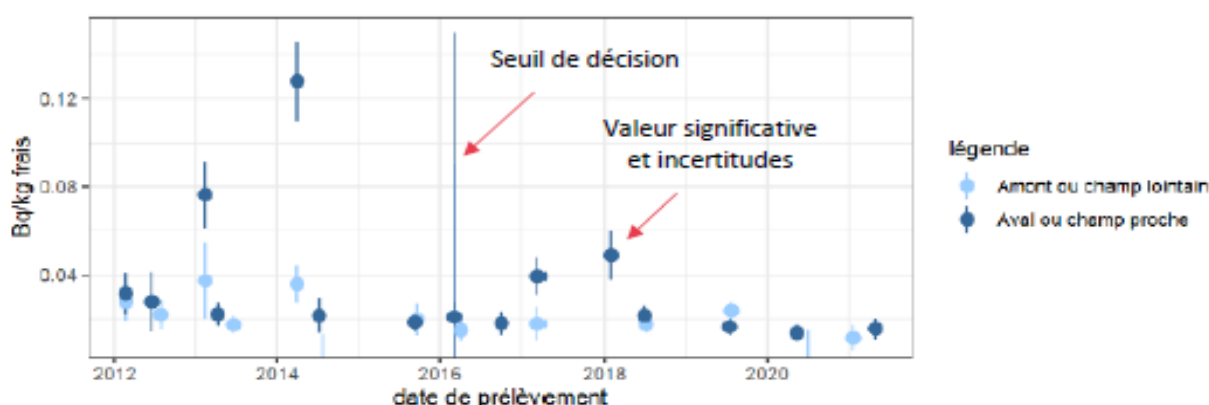 Seuil de décision
Valeur significative
et incertitudes
Bq/kg frais
0.12
0.08
0.04
2012 2014 2016 2018 2020
date de prélèvement
légende
Amont ou champ lointain
Aval ou champ proche